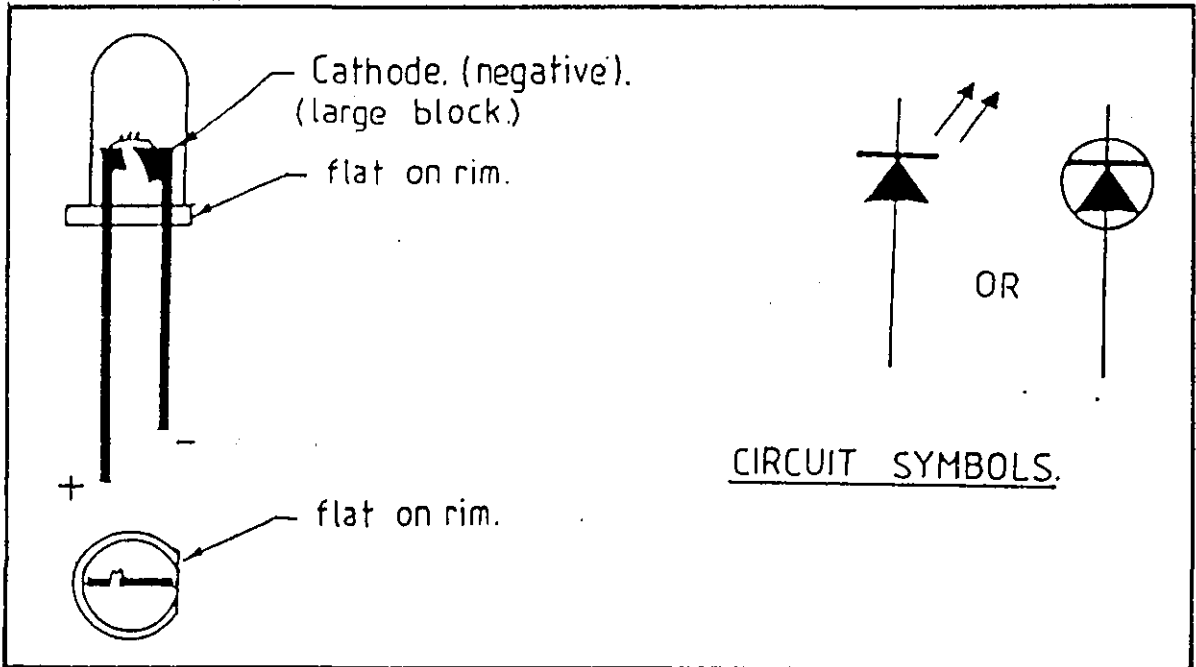 Cathode. (negative).
(large block.)
flat on rim.
-
+
flat on rim.
OR
CIRCUIT SYMBOLS.